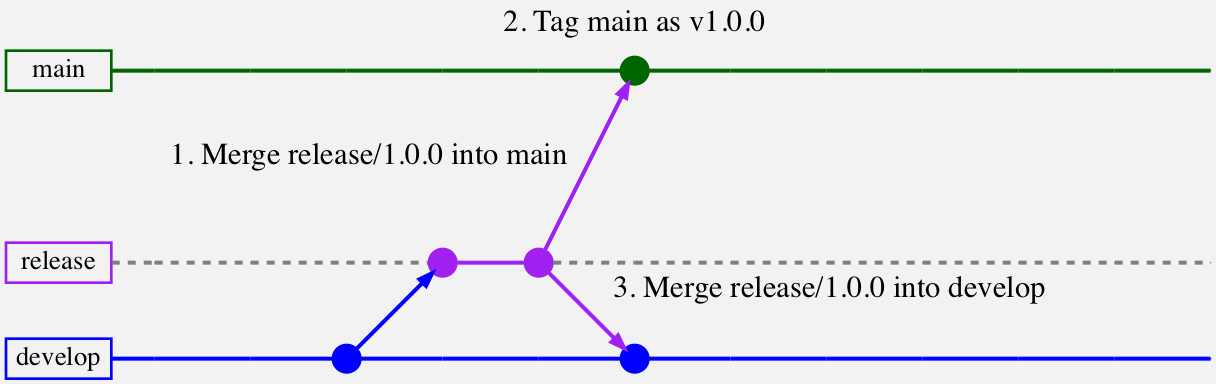 2. Tag main as v1.0.0
main
1. Merge release/1.0.0 into main
release
3. Merge release/1.0.0 into develop
develop